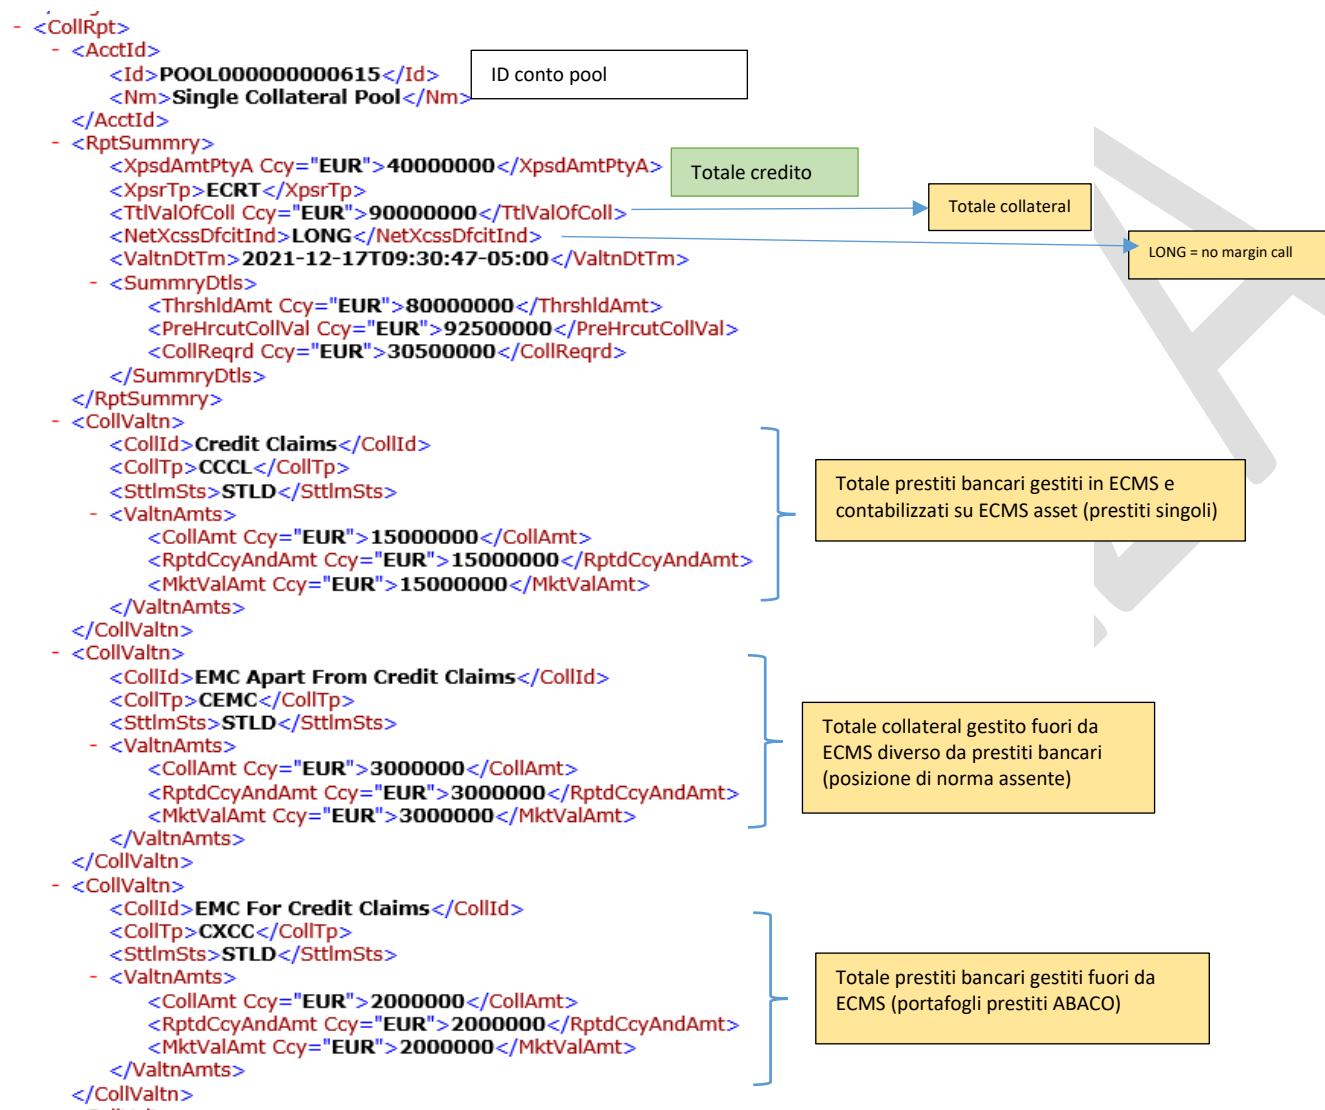 - <CollRpt>
- <AcctId>
<Id>POOL000000000615</Id>
ID conto pool
<Nm>Single Collateral Pool</Nm>
</AcctId>
- <RptSummry>
<XpsdAmtPtyA Ccy="EUR">40000000</XpsdAmtPtyA>
Totale credito
<XpsrTp>ECRT</XpsrTp>
<TtlValOfColl Ccy="EUR">90000000</TtlValOfColl>
Totale collateral
<NetXcssDfcitInd>LONG</NetXcssDfcitInd>
LONG = no margin call
<ValtnDtTm>2021-12-17T09:30:47-05:00</ValtnDtTm>
- <SummryDtls>
<ThrshldAmt Ccy="EUR">80000000</ThrshldAmt>
<PreHrcutCollVal Ccy="EUR">92500000</PreHrcutCollVal>
<CollReqrd Ccy="EUR">30500000</CollReqrd>
</SummryDtls>
</RptSummry>
- <CollValtn>
<CollId>Credit Claims</CollId>
<CollTp>CCCL</CollTp>
<SttlmSts>STLD</SttlmSts>
- <ValtnAmts>
<CollAmt Ccy="EUR">15000000</CollAmt>
<RptdCcyAndAmt Ccy="EUR">15000000</RptdCcyAndAmt>
<MktValAmt Ccy="EUR">15000000</MktValAmt>
</ValtnAmts>
</CollValtn>
Totale prestiti bancari gestiti in ECMS e
contabilizzati su ECMS asset (prestiti singoli)
- <CollValtn>
<CollId>EMC Apart From Credit Claims</CollId>
<CollTp>CEMC</CollTp>
<SttlmSts>STLD</SttlmSts>
- <ValtnAmts>
<CollAmt Ccy="EUR">3000000</CollAmt>
<RptdCcyAndAmt Ccy="EUR">3000000</RptdCcyAndAmt>
<MktValAmt Ccy="EUR">3000000</MktValAmt>
</ValtnAmts>
</CollValtn>
Totale collateral gestito fuori da
ECMS diverso da prestiti bancari
(posizione di norma assente)
- <CollValtn>
<CollId>EMC For Credit Claims</CollId>
<CollTp>CXCC</CollTp>
<SttlmSts>STLD</SttlmSts>
- <ValtnAmts>
<CollAmt Ccy="EUR">2000000</CollAmt>
<RptdCcyAndAmt Ccy="EUR">2000000</RptdCcyAndAmt>
<MktValAmt Ccy="EUR">2000000</MktValAmt>
</ValtnAmts>
</CollValtn>
Totale prestiti bancari gestiti fuori da
ECMS (portafogli prestiti ABACO)